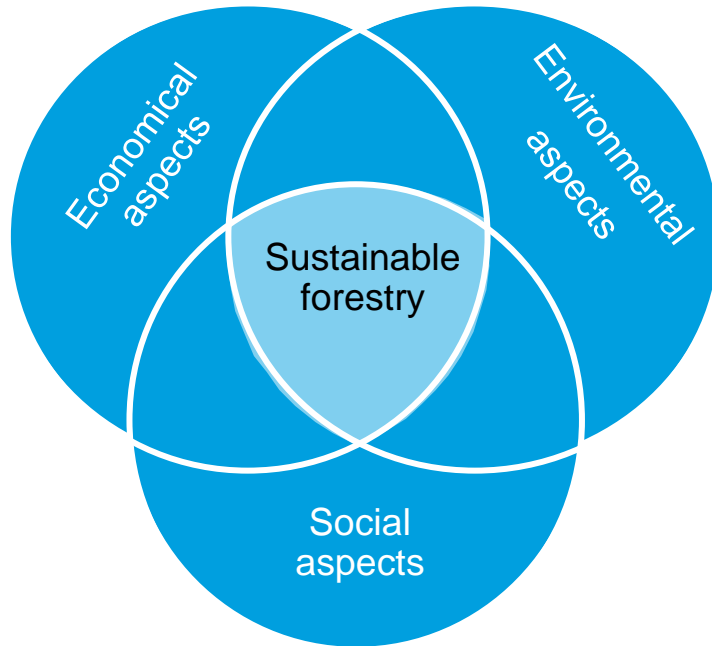 Economical
aspects
Environmental
aspects
Sustainable
forestry
Social
aspects